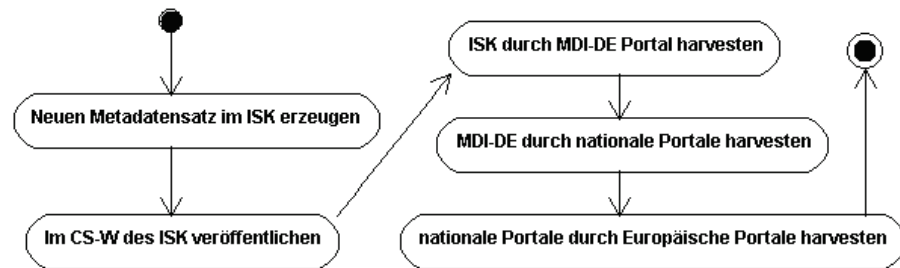 Neuen Metadatensatz im ISK erzeugen
Im CS-W des ISK veröffentlichen
ISK durch MDI-DE Portal harvesten
MDI-DE durch nationale Portale harvesten
nationale Portale durch Europäische Portale harvesten